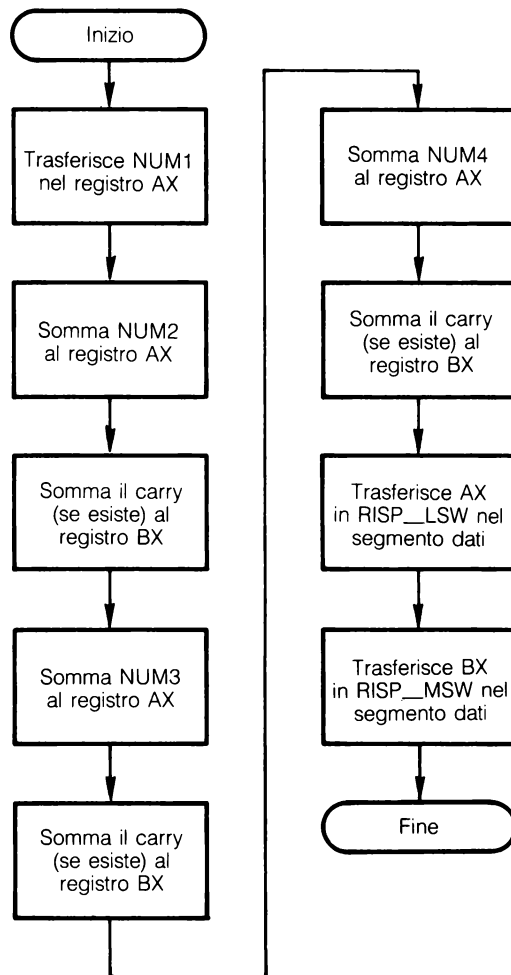 Inizio
Trasferisce NUM1
nel registro AX
Somma NUM2
al registro AX
Somma il carry
(se esiste) al
registro BX
Somma NUM3
al registro AX
Somma il carry
(se esiste) al
registro BX
Somma NUM4
al registro AX
Somma il carry
(se esiste) al
registro BX
Trasferisce AX
in RISP__LSW nel
segmento dati
Trasferisce BX
in RISP__MSW nel
segmento dati
Fine